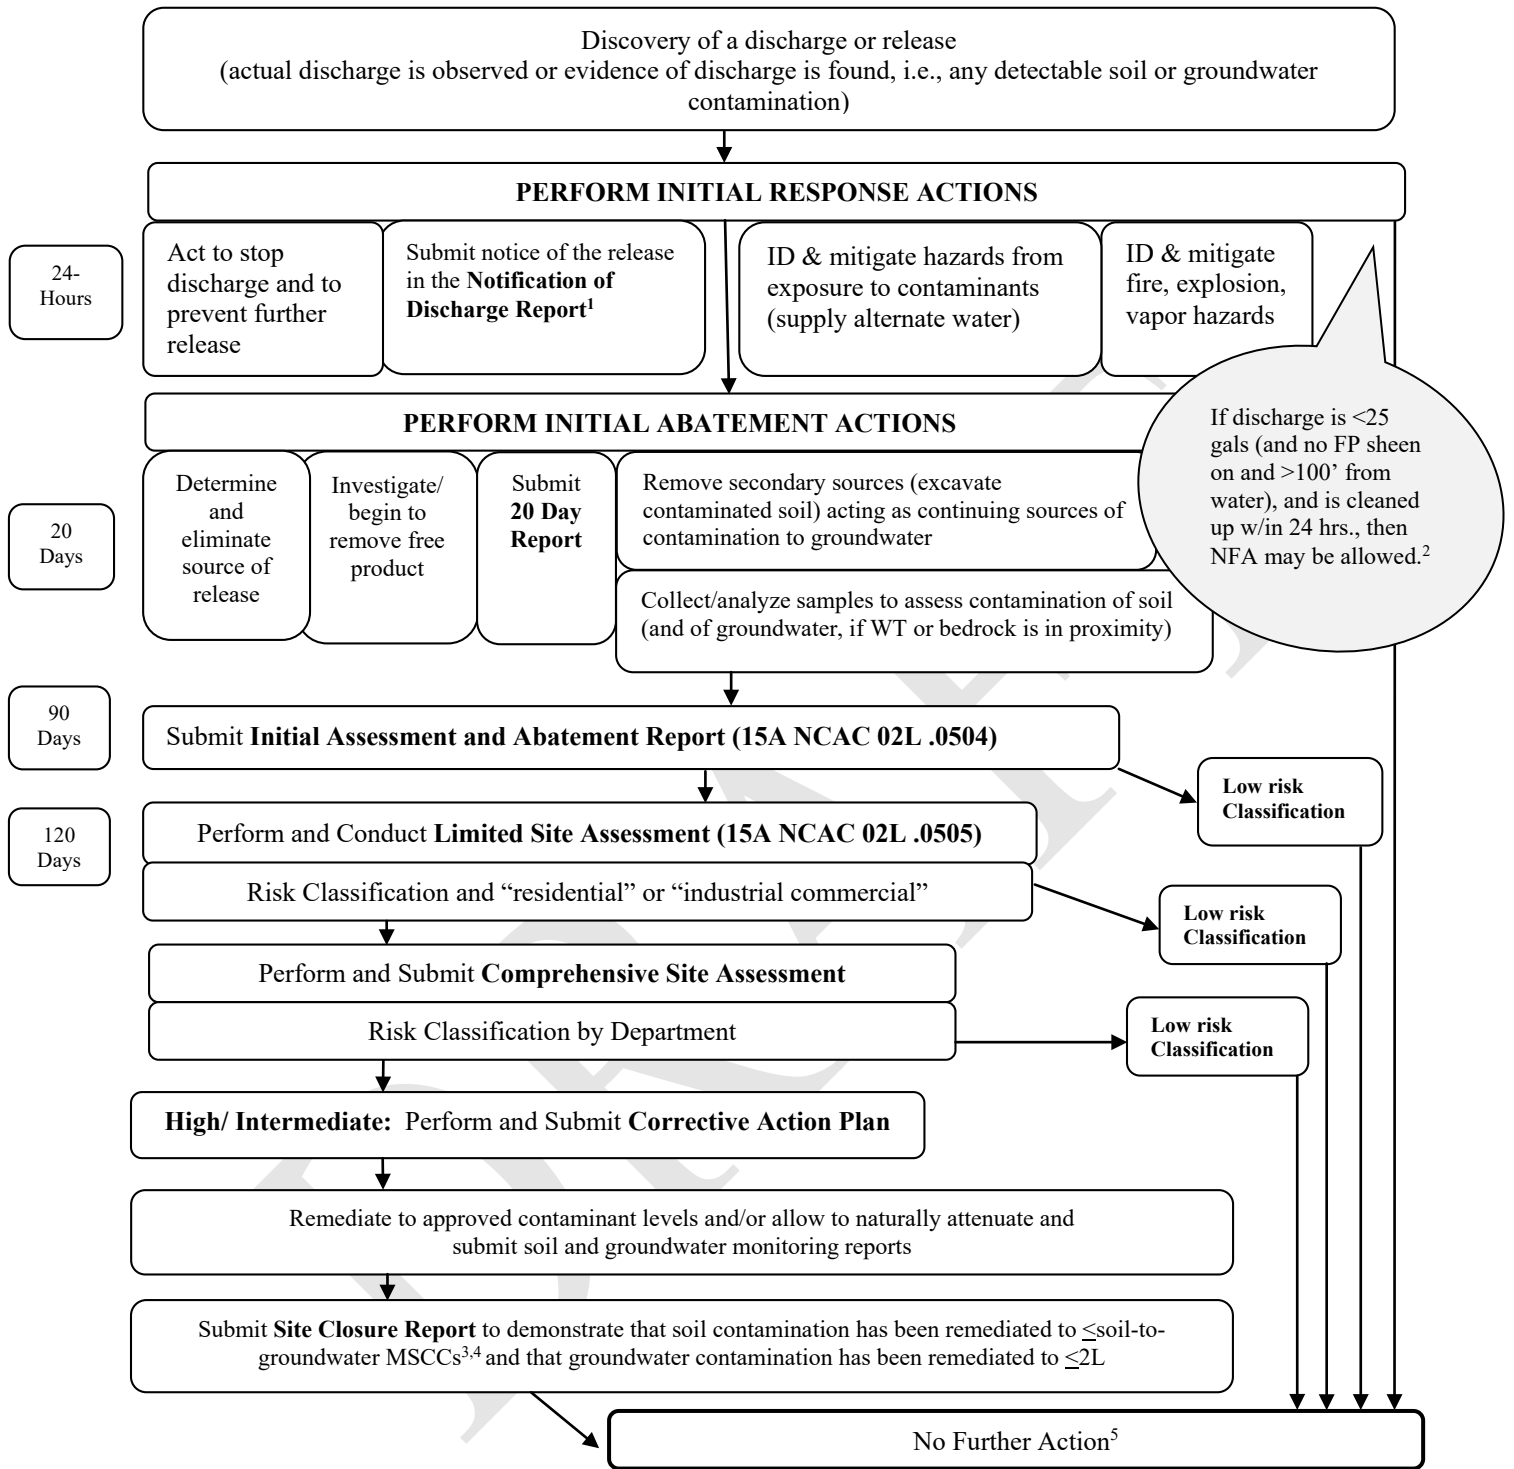 Discovery of a discharge or release
(actual discharge is observed or evidence of discharge is found, i.e., any detectable soil or groundwater
contamination)
PERFORM INITIAL RESPONSE ACTIONS
24-
Hours
Act to stop
discharge and to
prevent further
release
Submit notice of the release
in the Notification of
Discharge Report¹
ID & mitigate hazards from
exposure to contaminants
(supply alternate water)
ID & mitigate
fire, explosion,
vapor hazards
If discharge is <25
gals (and no FP sheen
on and >100’ from
water), and is cleaned
up w/in 24 hrs., then
NFA may be allowed.²
PERFORM INITIAL ABATEMENT ACTIONS
20
Days
Determine
and
eliminate
source of
release
Investigate/
begin to
remove free
product
Submit
20 Day
Report
Remove secondary sources (excavate
contaminated soil) acting as continuing sources of
contamination to groundwater
Collect/analyze samples to assess contamination of soil
(and of groundwater, if WT or bedrock is in proximity)
90
Days
Submit Initial Assessment and Abatement Report (15A NCAC 02L .0504)
Low risk
Classification
120
Days
Perform and Conduct Limited Site Assessment (15A NCAC 02L .0505)
Risk Classification and “residential” or “industrial commercial”
Low risk
Classification
Perform and Submit Comprehensive Site Assessment
Risk Classification by Department
Low risk
Classification
High/ Intermediate: Perform and Submit Corrective Action Plan
Remediate to approved contaminant levels and/or allow to naturally attenuate and
submit soil and groundwater monitoring reports
Submit Site Closure Report to demonstrate that soil contamination has been remediated to ≤soil-to-
groundwater MSCCs³,⁴ and that groundwater contamination has been remediated to ≤2L
No Further Action⁵
DRAFT